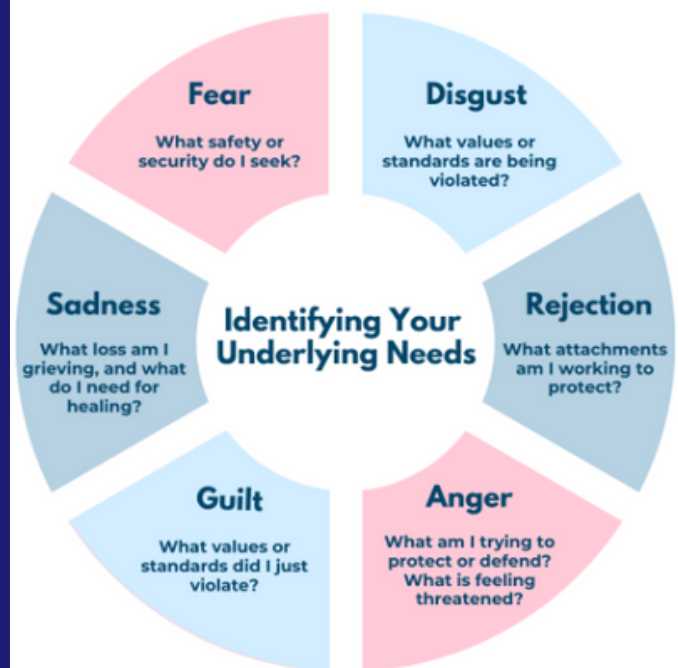 Fear
What safety or
security do I seek?
Disgust
What values or
standards are being
violated?
Sadness
What loss am I
grieving, and what
do I need for
healing?
Identifying Your
Underlying Needs
Rejection
What attachments
am I working to
protect?
Guilt
What values or
standards did I just
violate?
Anger
What am I trying to
protect or defend?
What is feeling
threatened?